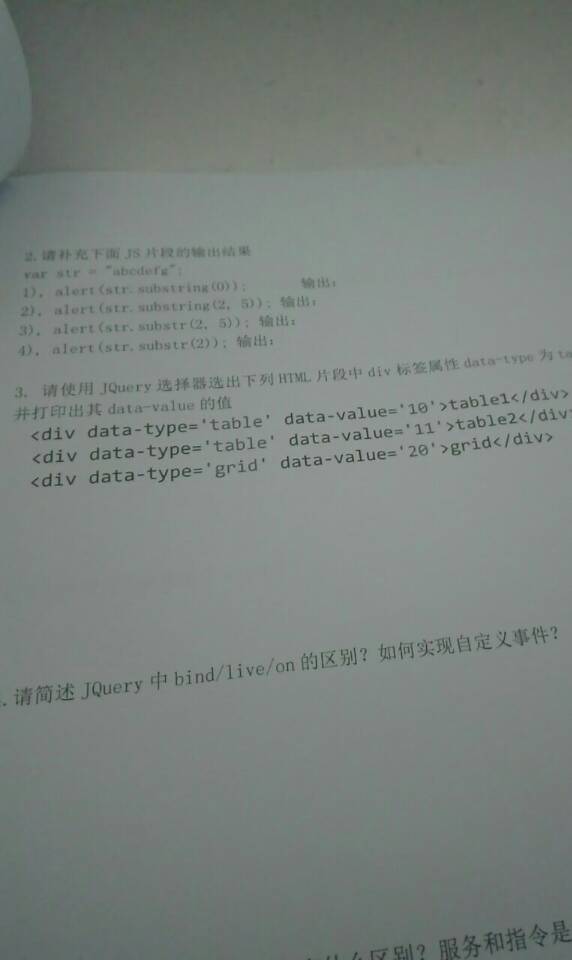 2.请补充下面 JS 片段的输出结果
var str = "abcdefg";
1), alert(str.substring(0)); 输出:
2), alert(str.substring(2, 5)); 输出:
3), alert(str.substr(2, 5)); 输出:
4), alert(str.substr(2)); 输出:
3. 请使用 JQuery 选择器选出下列 HTML 片段中 div 标签属性 data-type 为 ta
并打印出其 data-value 的值
<div data-type='table' data-value='10'>table1</div>
<div data-type='table' data-value='11'>table2</div
<div data-type='grid' data-value='20'>grid</div>
.请简述 JQuery 中 bind/live/on 的区别? 如何实现自定义事件?
什么区别? 服务和指令是